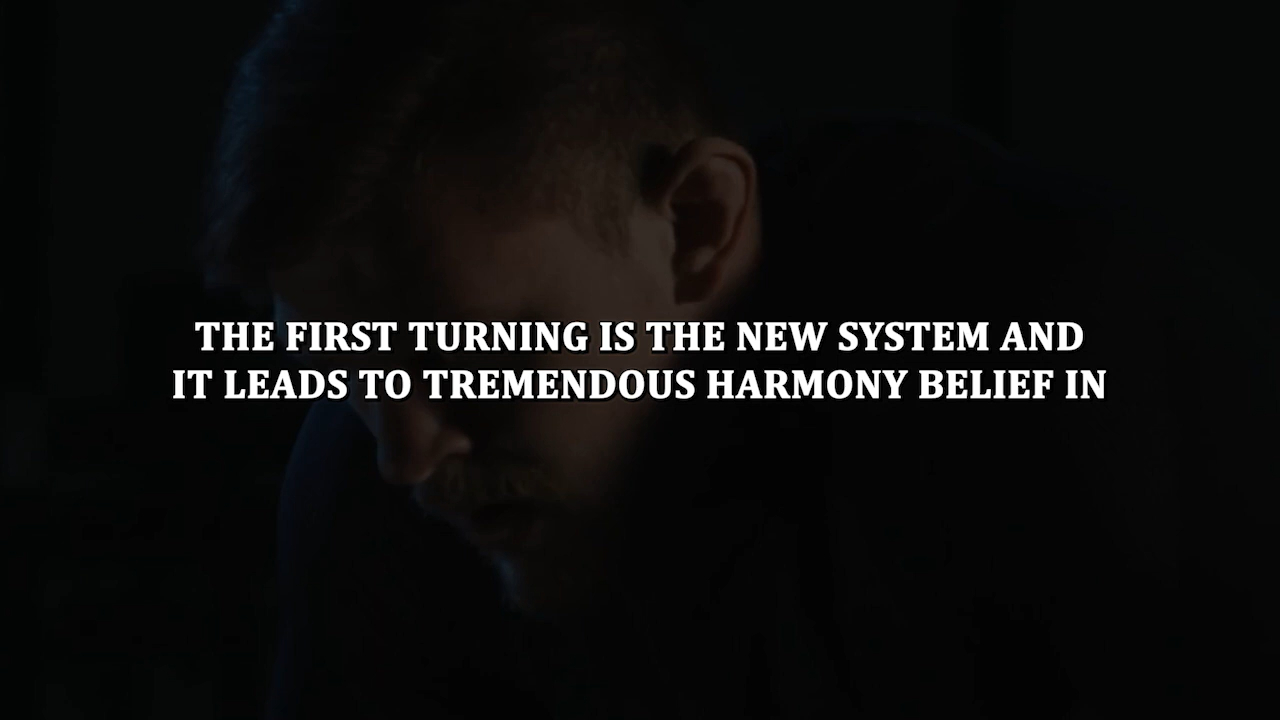 THE FIRST TURNING IS THE NEW SYSTEM AND
IT LEADS TO TREMENDOUS HARMONY BELIEF IN